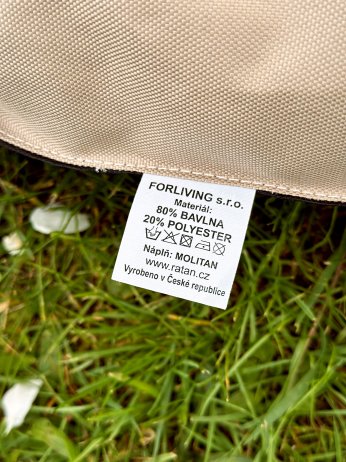 FORLIVING s.r.o.
Materiál:
80% BAVLNA
20% POLYESTER
Náplň: MOLITAN
www.ratan.cz
Vyrobeno v České republice